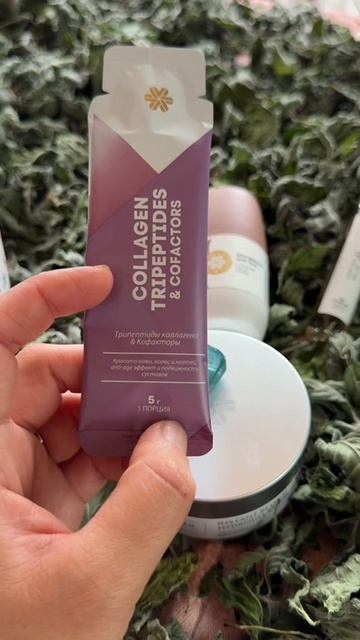 COLLAGEN
TRIPEPTIDES
& COFACTORS
Трипептиды коллагена
& Кофакторы
Красота кожи, волос и ногтей,
anti-age эффект и подвижность
суставов
5 г
1 ПОРЦИЯ